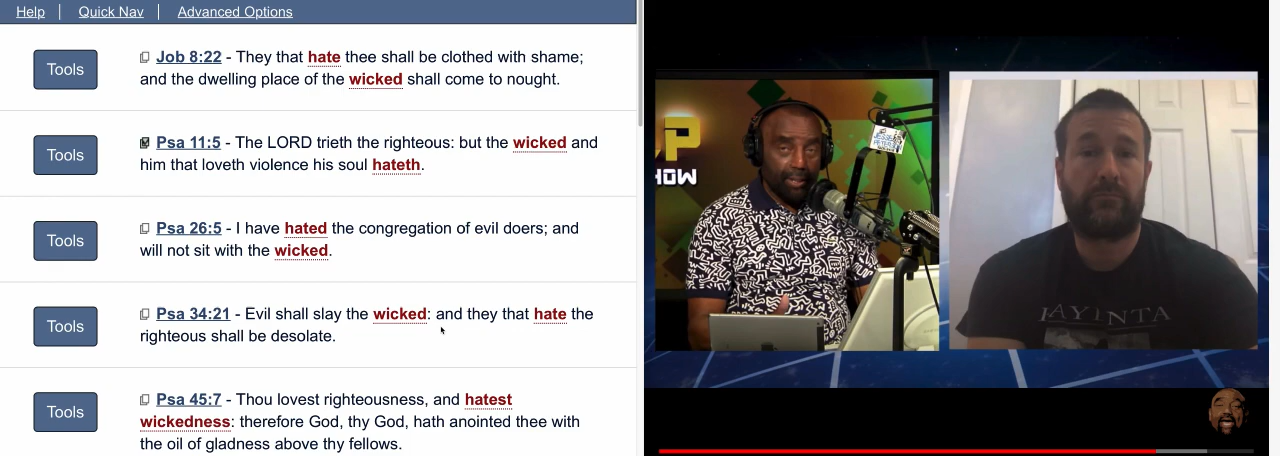 Help | Quick Nav | Advanced Options
Tools
Job 8:22 - They that hate thee shall be clothed with shame;
and the dwelling place of the wicked shall come to nought.
Tools
Psa 11:5 - The LORD trieth the righteous: but the wicked and
him that loveth violence his soul hateth.
Tools
Psa 26:5 - I have hated the congregation of evil doers; and
will not sit with the wicked.
Tools
Psa 34:21 - Evil shall slay the wicked: and they that hate the
righteous shall be desolate.
Tools
Psa 45:7 - Thou lovest righteousness, and hatest
wickedness: therefore God, thy God, hath anointed thee with
the oil of gladness above thy fellows.
P
HOW
JESSE